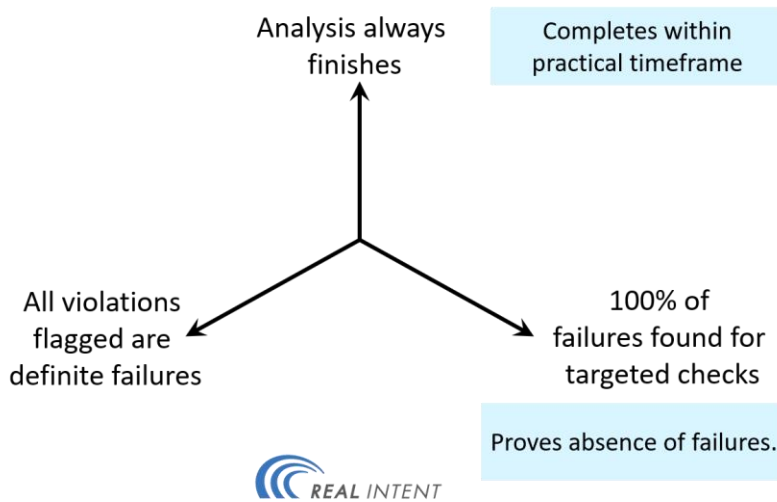 Analysis always
finishes
Completes within
practical timeframe
All violations
flagged are
definite failures
100% of
failures found for
targeted checks
Proves absence of failures.
REAL INTENT